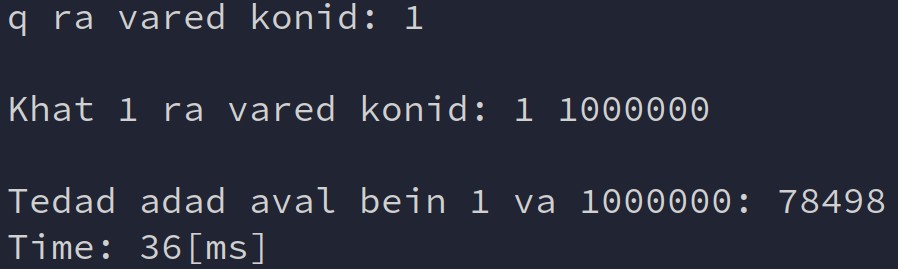 q ra vared konid: 1
Khat 1 ra vared konid: 1 1000000
Tedad adad aval bein 1 va 1000000: 78498
Time: 36[ms]